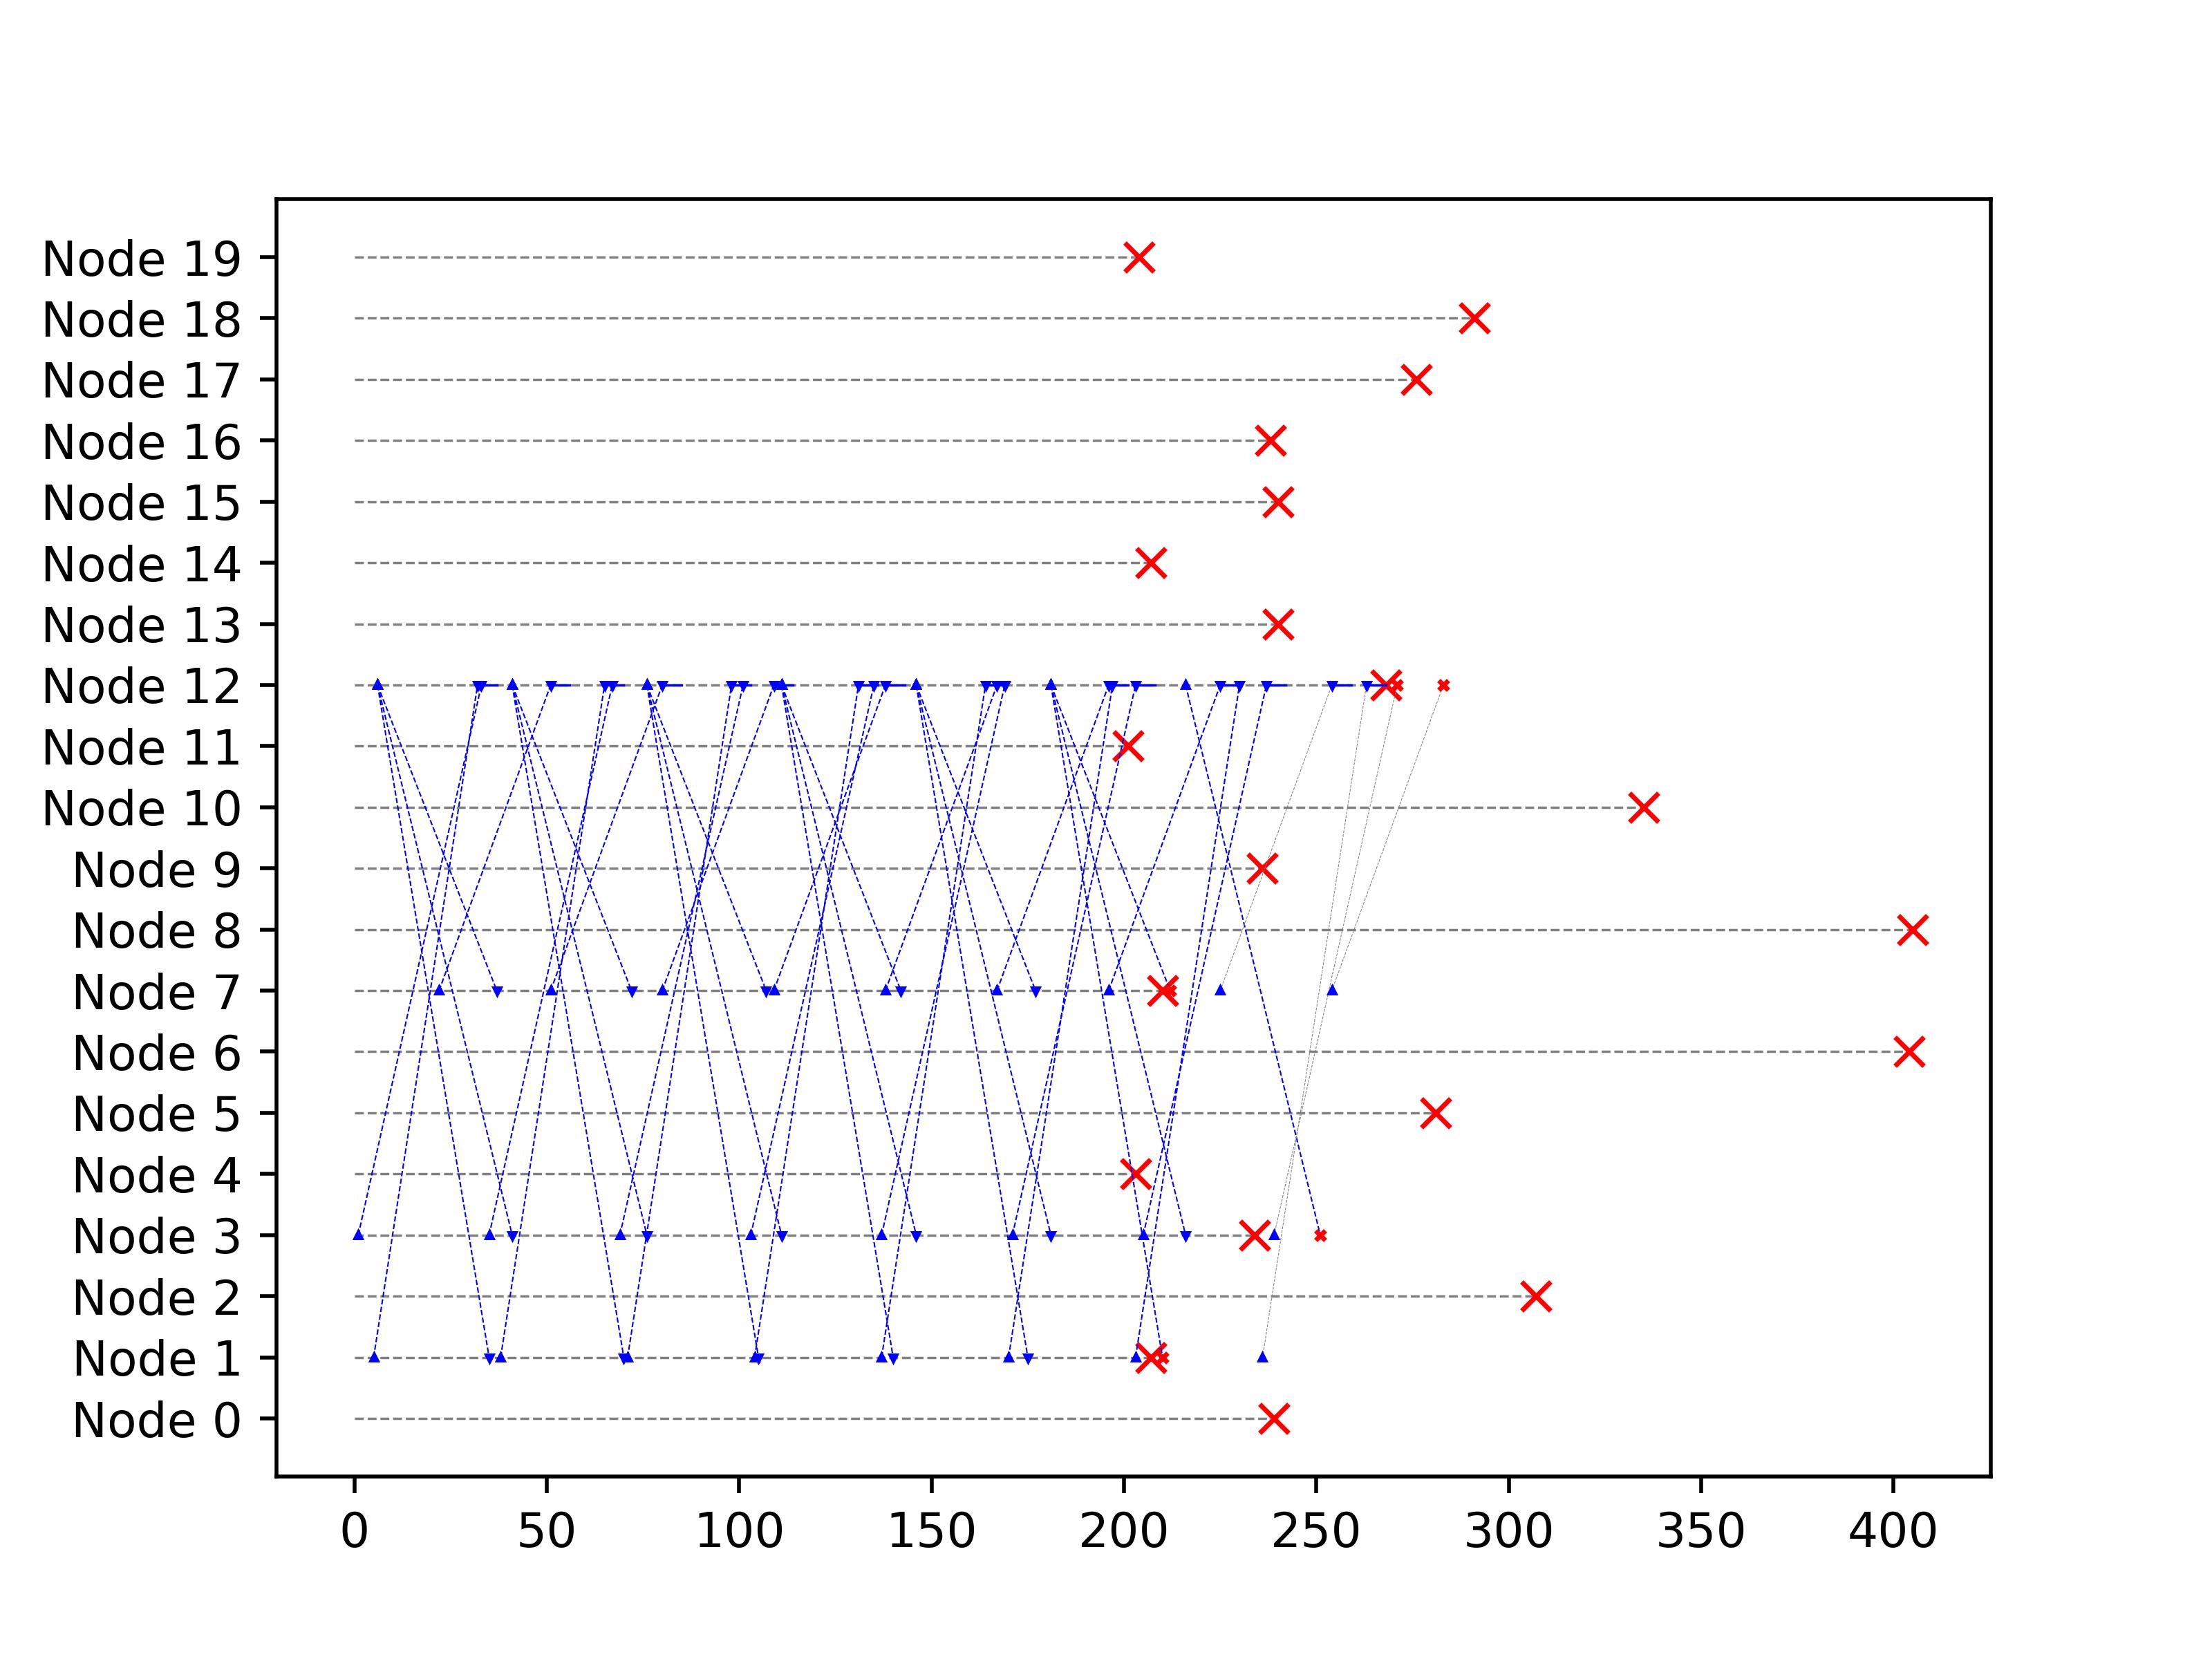 Node 19
Node 18
Node 17
Node 16
Node 15
Node 14
Node 13
Node 12
Node 11
Node 10
Node 9
Node 8
Node 7
Node 6
Node 5
Node 4
Node 3
Node 2
Node 1
Node 0
0 50 100 150 200 250 300 350 400